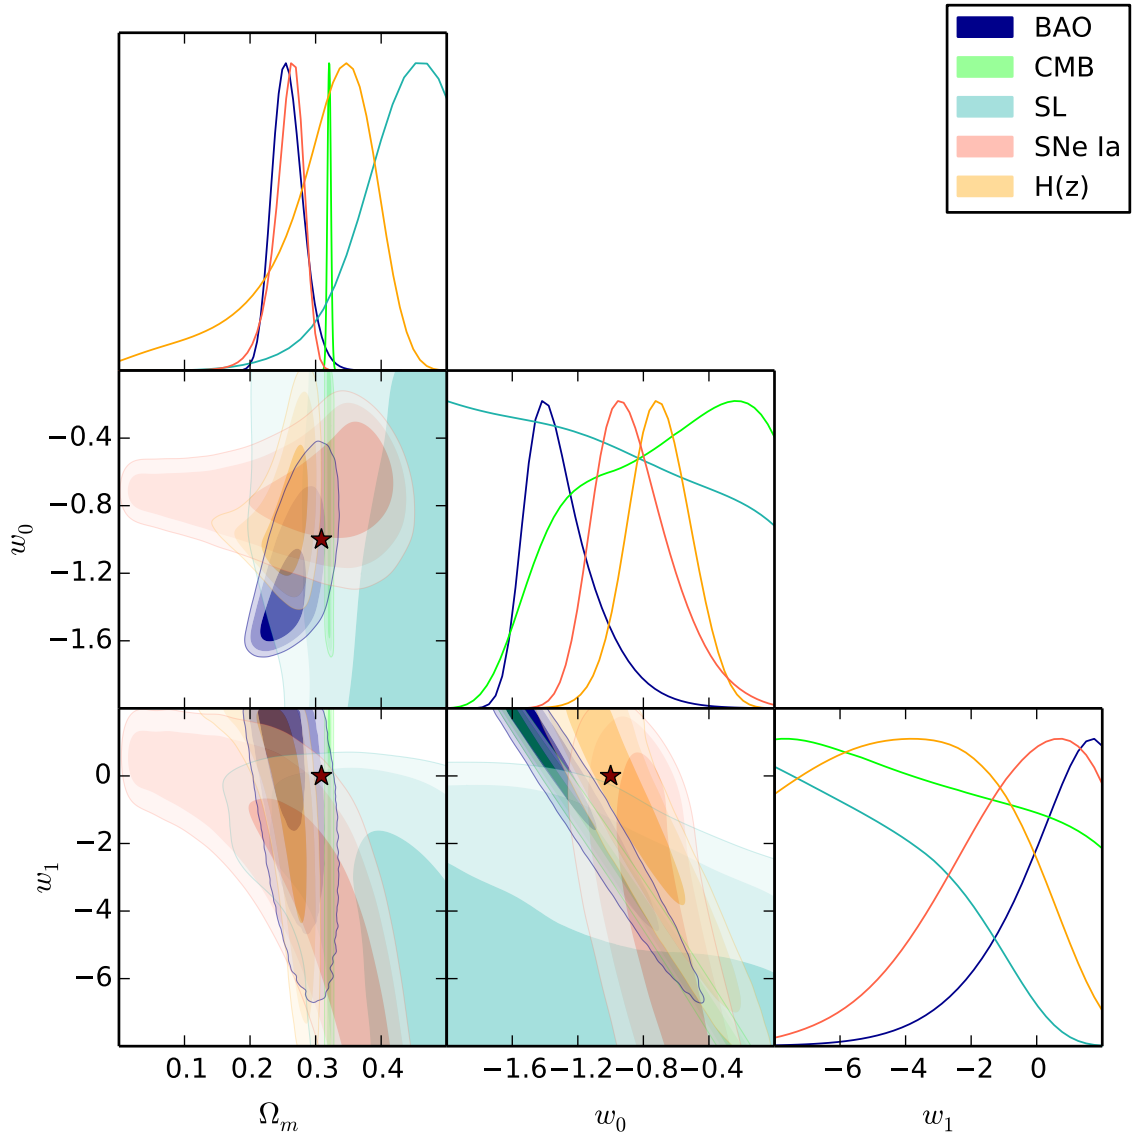 BAO
CMB
SL
SNe Ia
H(z)
−0.4
−0.8
−1.2
−1.6
w₀
0
−2
−4
−6
w₁
0.1 0.2 0.3 0.4
−1.6 −1.2 −0.8 −0.4
−6 −4 −2 0
Ωₘ
w₀
w₁